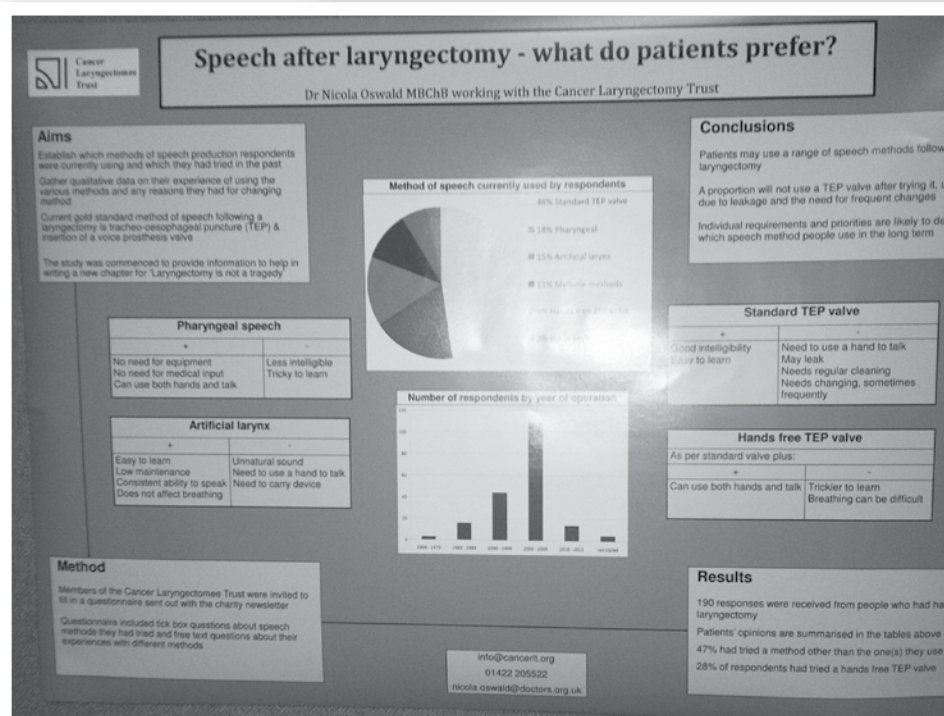 Cancer
Laryngectomee
Trust
Speech after laryngectomy - what do patients prefer?
Dr Nicola Oswald MBChB working with the Cancer Laryngectomy Trust
Aims
Establish which methods of speech production respondents
were currently using and which they had tried in the past
Gather qualitative data on their experience of using the
various methods and any reasons they had for changing
method
Current gold standard method of speech following a
laryngectomy is tracheo-oesophageal puncture (TEP) &
insertion of a voice prosthesis valve
The study was commenced to provide information to help in
writing a new chapter for 'Laryngectomy is not a tragedy'
Pharyngeal speech
+ -
No need for equipment
No need for medical input
Can use both hands and talk
Less intelligible
Tricky to learn
Artificial larynx
+ -
Easy to learn
Low maintenance
Consistent ability to speak
Does not affect breathing
Unnatural sound
Need to use a hand to talk
Need to carry device
Method
Members of the Cancer Laryngectomee Trust were invited to
fill in a questionnaire sent out with the charity newsletter
Questionnaire included tick box questions about speech
methods they had tried and free text questions about their
experiences with different methods
Method of speech currently used by respondents
Standard TEP valve
18% Pharyngeal
15% Artificial larynx
11% Multiple methods
Number of respondents by year of operation
info@cancerlt.org
01422 205522
nicola.oswald@doctors.org.uk
Conclusions
Patients may use a range of speech methods follow
laryngectomy
A proportion will not use a TEP valve after trying it, u
due to leakage and the need for frequent changes
Individual requirements and priorities are likely to de
which speech method people use in the long term
Standard TEP valve
+ -
Good intelligibility
Easy to learn
Need to use a hand to talk
May leak
Needs regular cleaning
Needs changing, sometimes
frequently
Hands free TEP valve
As per standard valve plus:
+ -
Can use both hands and talk
Trickier to learn
Breathing can be difficult
Results
190 responses were received from people who had ha
laryngectomy
Patients' opinions are summarised in the tables above
47% had tried a method other than the one(s) they use
28% of respondents had tried a hands free TEP valve